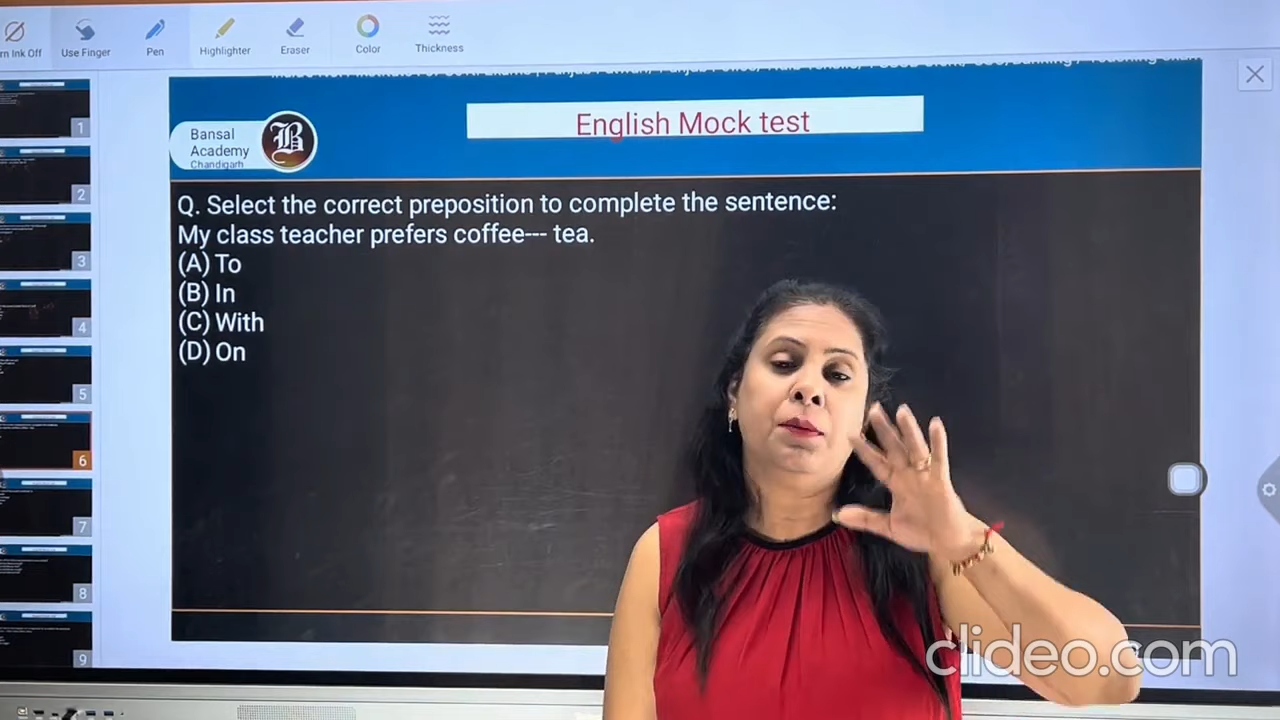 Ink Off
Use Finger
Pen
Highlighter
Eraser
Color
Thickness
English Mock test
Bansal
Academy
Chandigarh
B
Q. Select the correct preposition to complete the sentence:
My class teacher prefers coffee--- tea.
(A) To
(B) In
(C) With
(D) On
1
2
3
4
5
6
7
8
9
clideo.com